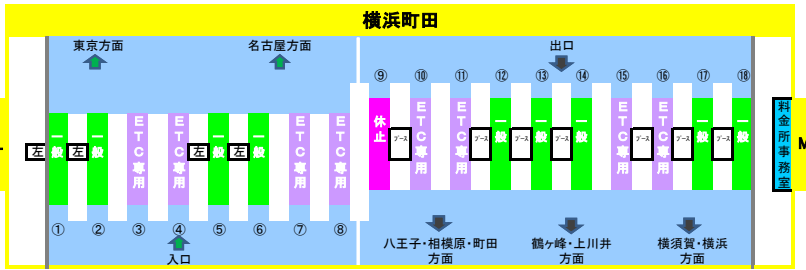 横浜町田
東京方面
名古屋方面
出口
⑨
⑩
⑪
⑫
⑬
⑭
⑮
⑯
⑰
⑱
左
一般
左
一般
ETC専用
ETC専用
左
一般
左
一般
ETC専用
ETC専用
休止
ブース
ETC専用
ETC専用
ブース
一般
ブース
一般
ブース
一般
ETC専用
ブース
ETC専用
ブース
一般
ブース
一般
料金所事務室
M
①
②
③
④
⑤
⑥
⑦
⑧
入口
八王子・相模原・町田
方面
鶴ヶ峰・上川井
方面
横須賀・横浜
方面